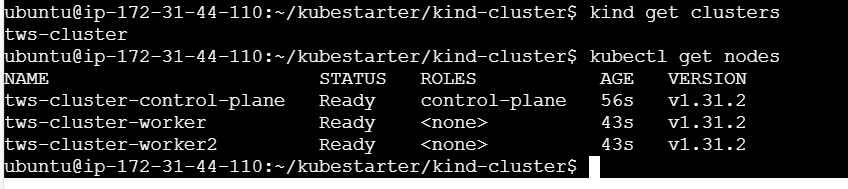 ubuntu@ip-172-31-44-110:~/kubestarter/kind-cluster$ kind get clusters
tws-cluster
ubuntu@ip-172-31-44-110:~/kubestarter/kind-cluster$ kubectl get nodes
NAME                        STATUS   ROLES           AGE   VERSION
tws-cluster-control-plane   Ready    control-plane   56s   v1.31.2
tws-cluster-worker          Ready    <none>          43s   v1.31.2
tws-cluster-worker2         Ready    <none>          43s   v1.31.2
ubuntu@ip-172-31-44-110:~/kubestarter/kind-cluster$